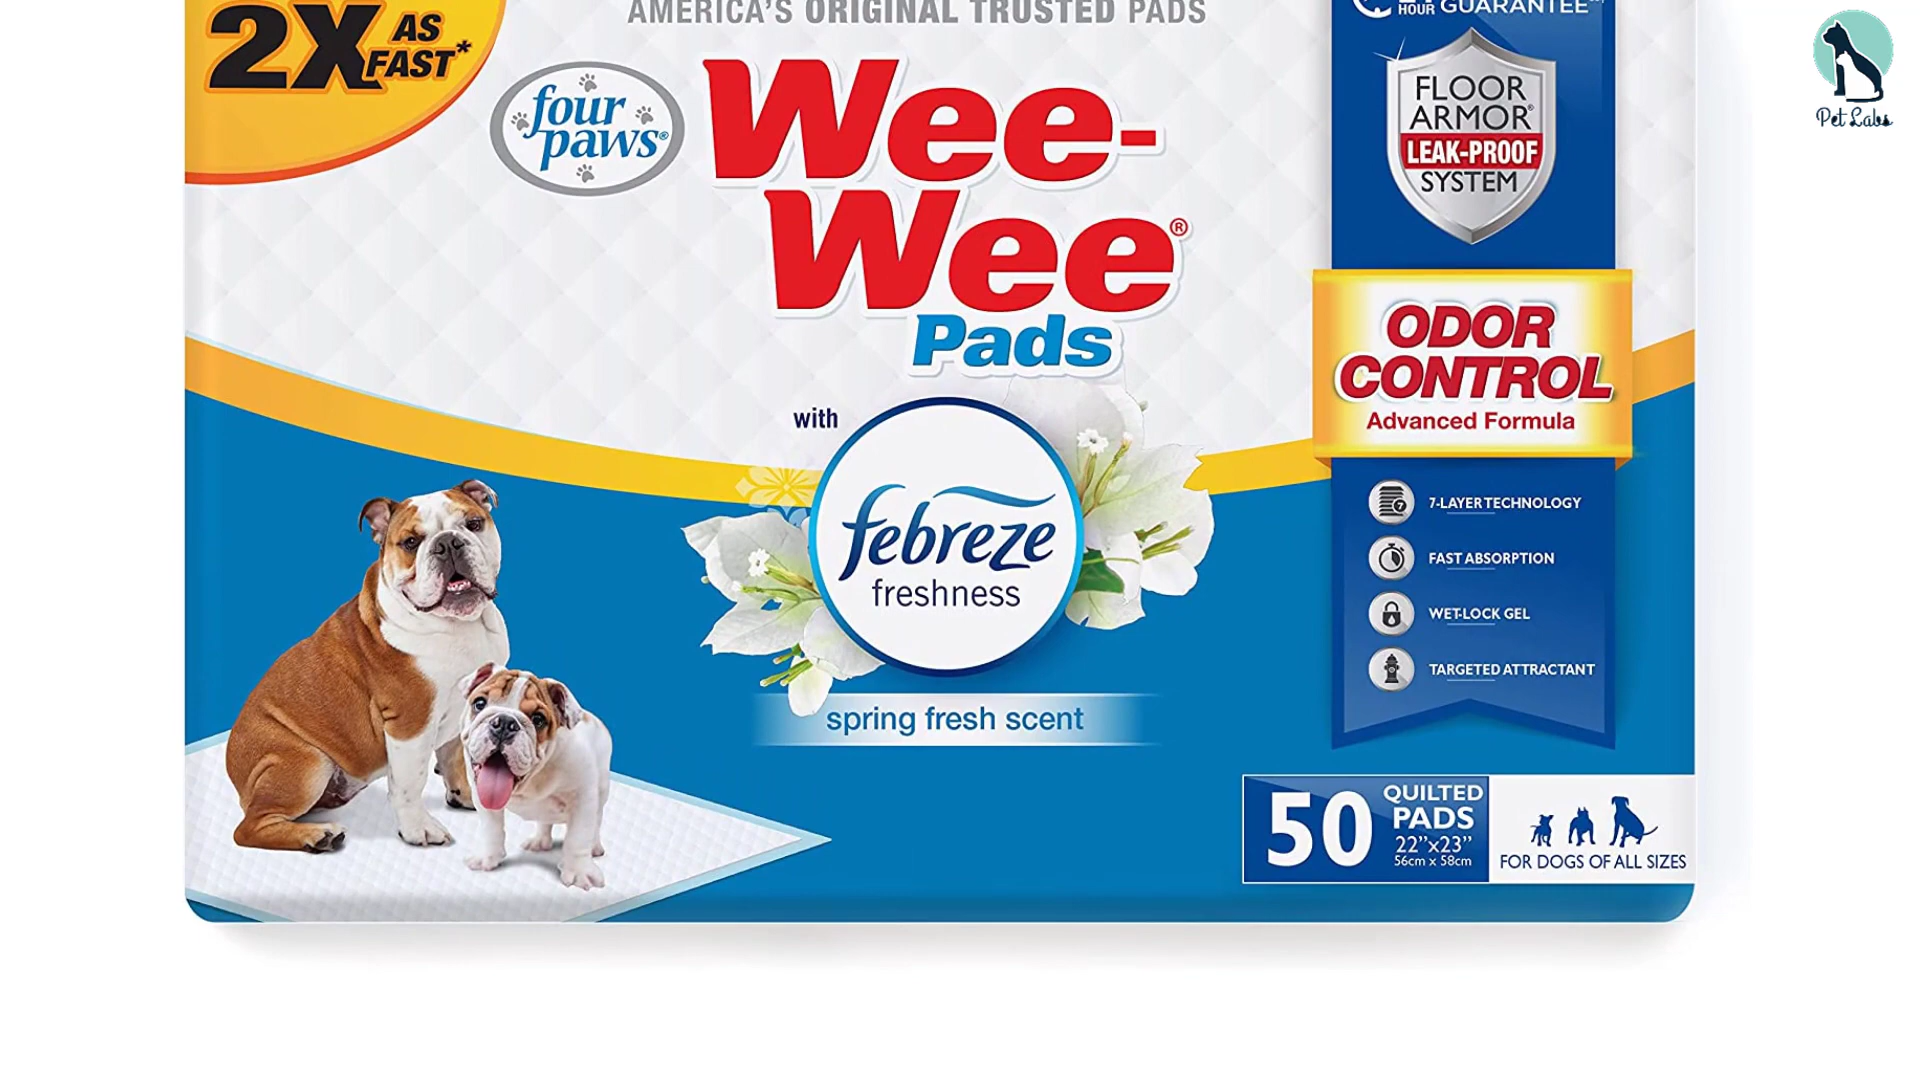 AMERICA'S ORIGINAL TRUSTED PADS
2X AS
FAST*
four
paws®
Wee-
Wee®
Pads
with
febreze
freshness
spring fresh scent
HOUR GUARANTEE
FLOOR
ARMOR®
LEAK-PROOF
SYSTEM
ODOR
CONTROL
Advanced Formula
7-LAYER TECHNOLOGY
FAST ABSORPTION
WET-LOCK GEL
TARGETED ATTRACTANT
50
QUILTED
PADS
22"x23"
56cm x 58cm
FOR DOGS OF ALL SIZES
Pet Labs